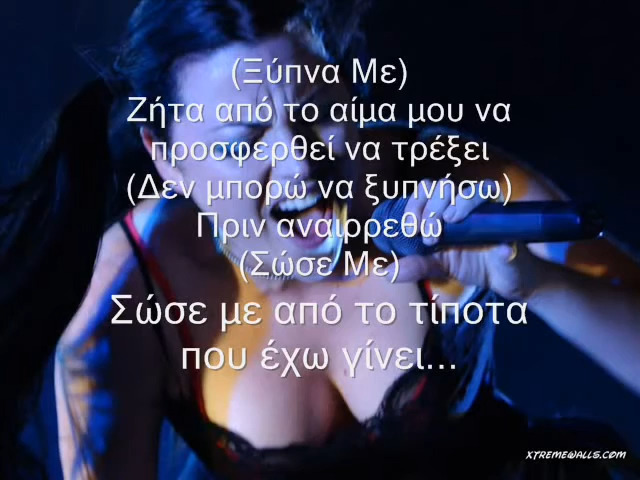 (Ξύπνα Με)
Ζήτα από το αίμα μου να
προσφερθεί να τρέξει
(Δεν μπορώ να ξυπνήσω)
Πριν αναιρρεθώ
(Σώσε Με)
Σώσε με από το τίποτα
που έχω γίνει...
XTREMEWALLS.COM